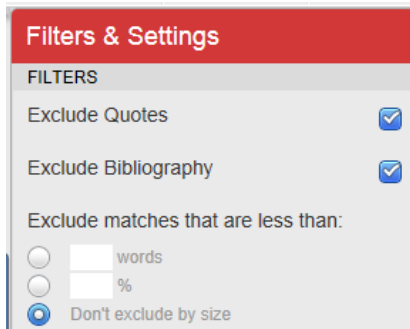 Filters & Settings
FILTERS
Exclude Quotes
Exclude Bibliography
Exclude matches that are less than:
words
%
Don't exclude by size